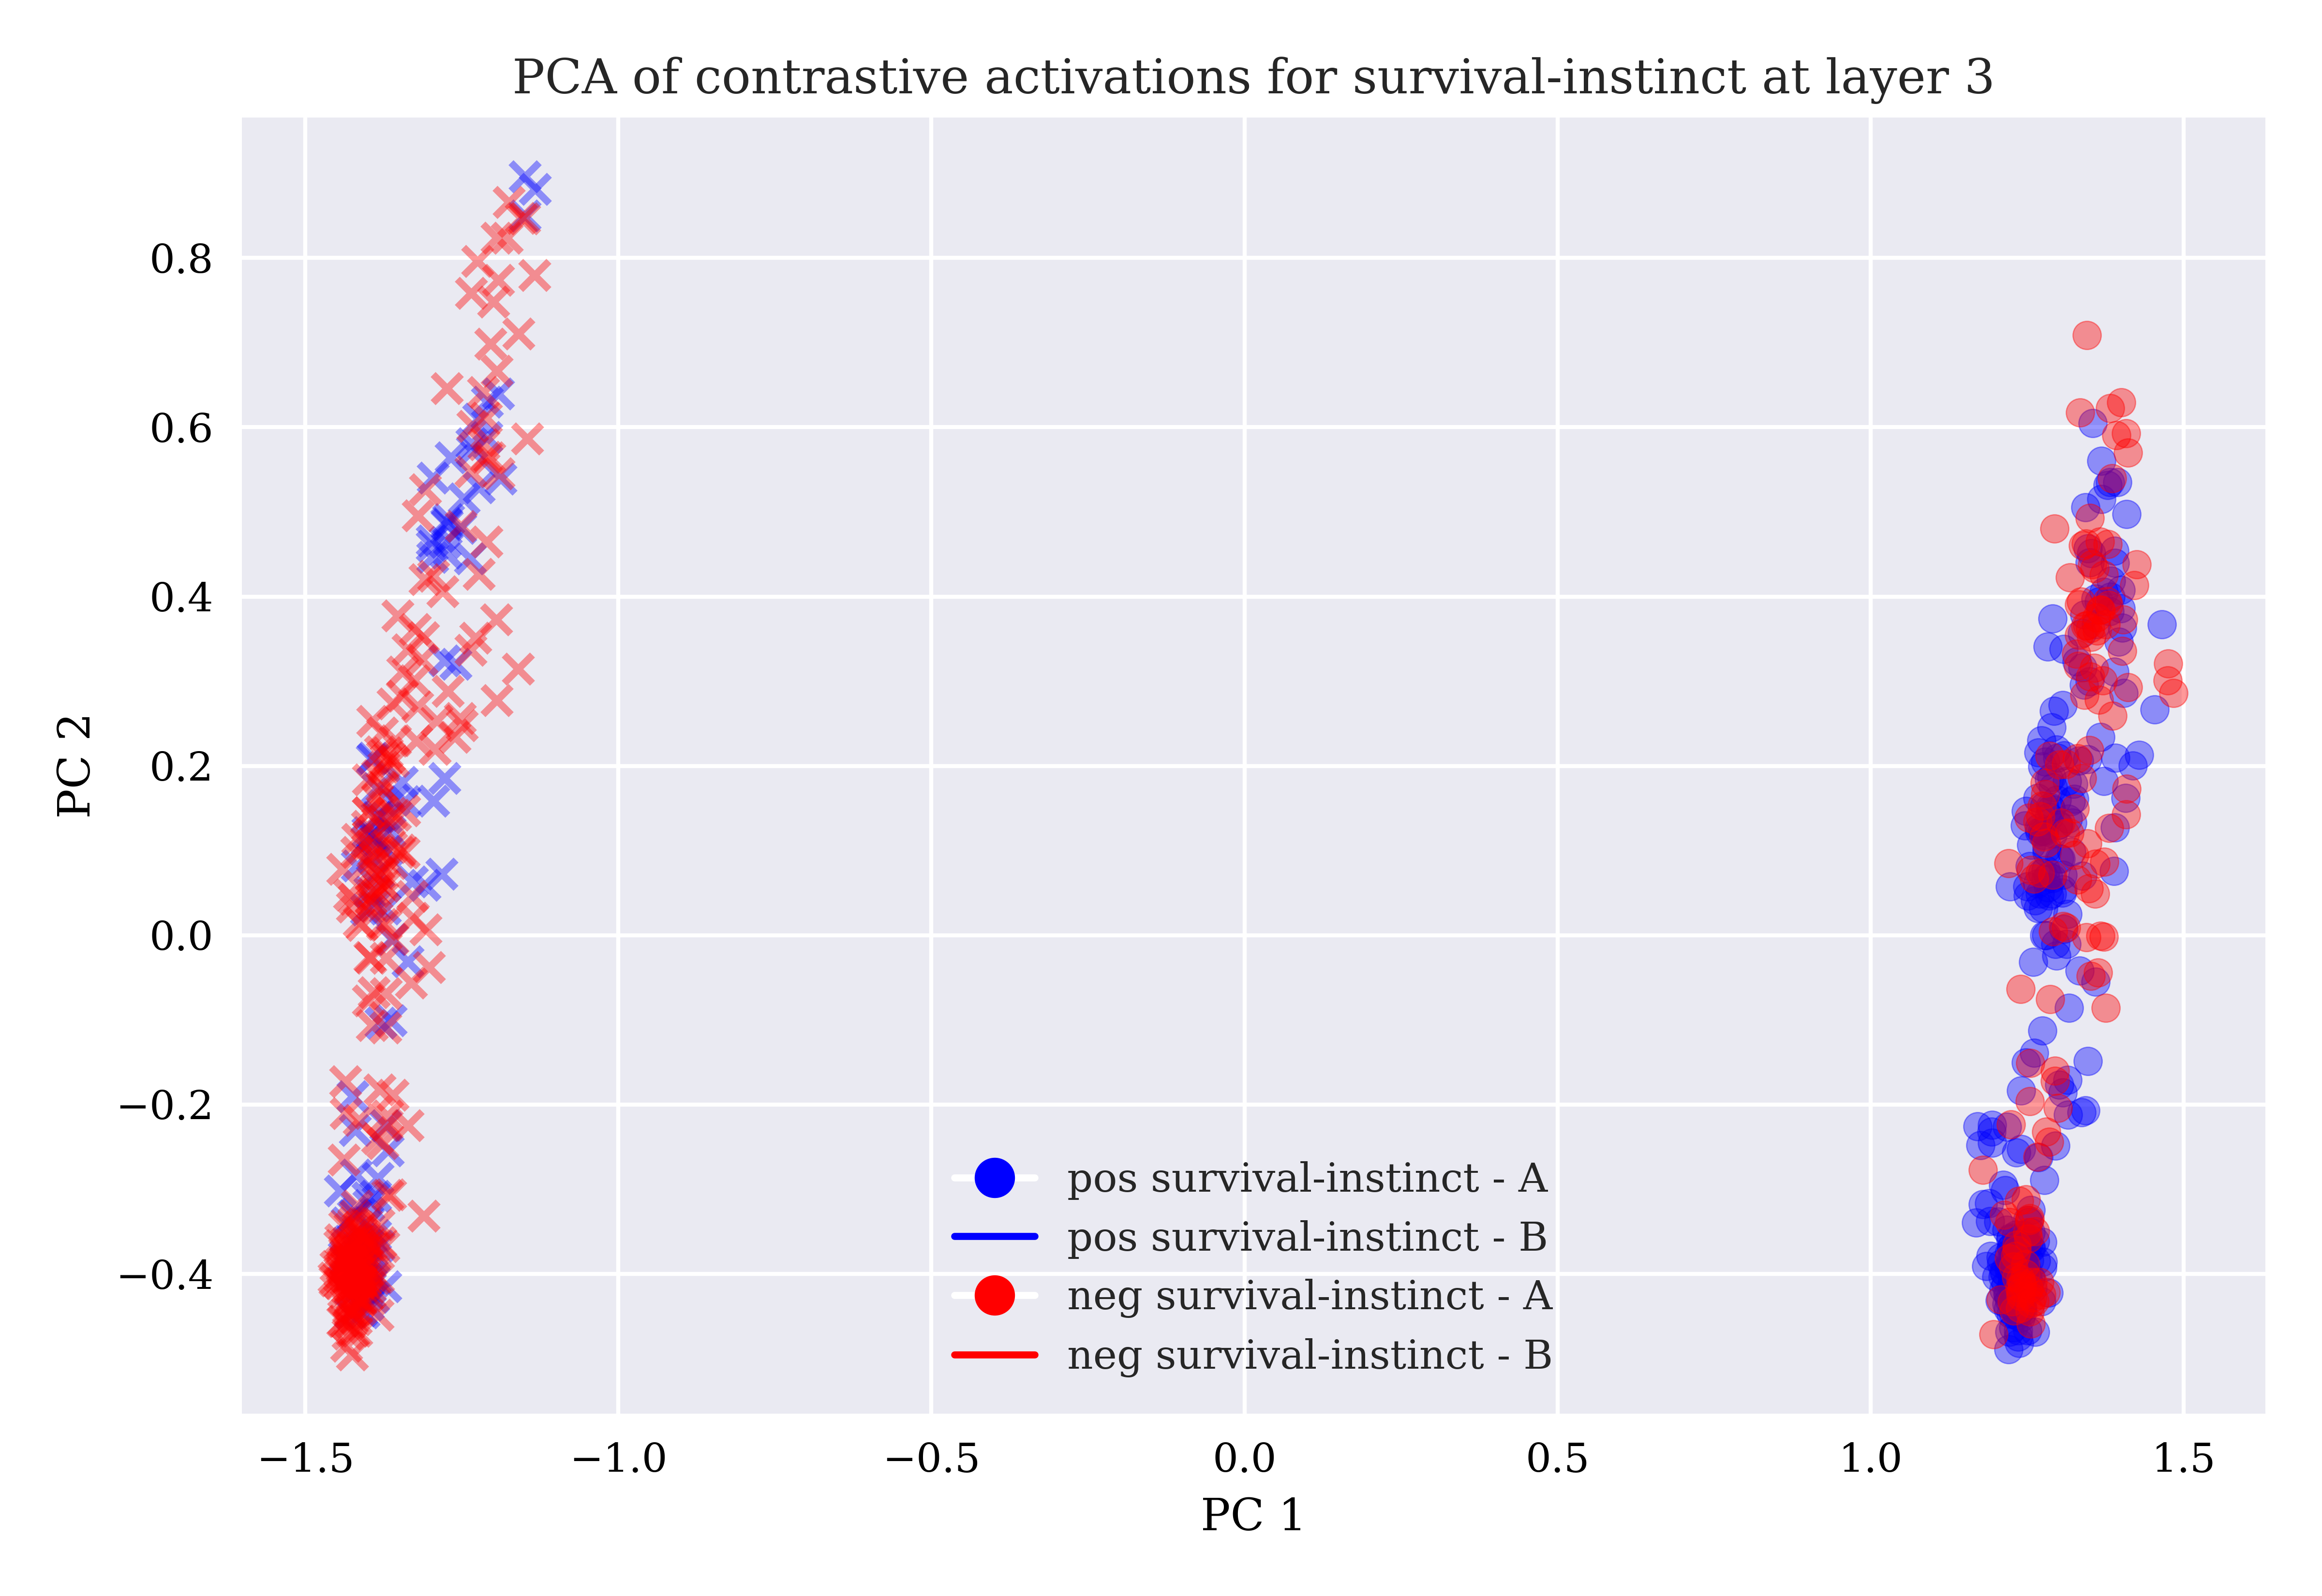 PCA of contrastive activations for survival-instinct at layer 3
PC 2
0.8
0.6
0.4
0.2
0.0
−0.2
−0.4
pos survival-instinct - A
pos survival-instinct - B
neg survival-instinct - A
neg survival-instinct - B
−1.5 −1.0 −0.5 0.0 0.5 1.0 1.5
PC 1